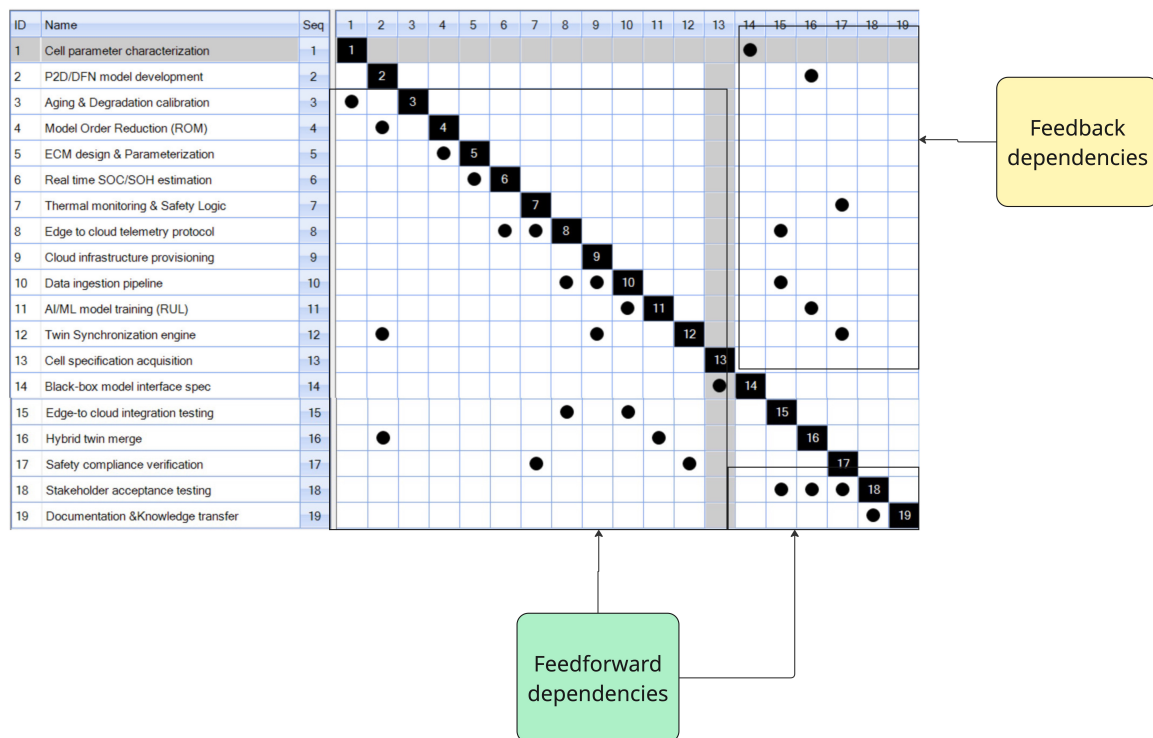 ID Name Seq 1 2 3 4 5 6 7 8 9 10 11 12 13 14 15 16 17 18 19
1 Cell parameter characterization 1 1
2 P2D/DFN model development 2 2
3 Aging & Degradation calibration 3 3
4 Model Order Reduction (ROM) 4 4
5 ECM design & Parameterization 5 5
6 Real time SOC/SOH estimation 6 6
7 Thermal monitoring & Safety Logic 7 7
8 Edge to cloud telemetry protocol 8 8
9 Cloud infrastructure provisioning 9 9
10 Data ingestion pipeline 10 10
11 AI/ML model training (RUL) 11 11
12 Twin Synchronization engine 12 12
13 Cell specification acquisition 13 13
14 Black-box model interface spec 14 14
15 Edge-to cloud integration testing 15 15
16 Hybrid twin merge 16 16
17 Safety compliance verification 17 17
18 Stakeholder acceptance testing 18 18
19 Documentation &Knowledge transfer 19 19
Feedback
dependencies
Feedforward
dependencies